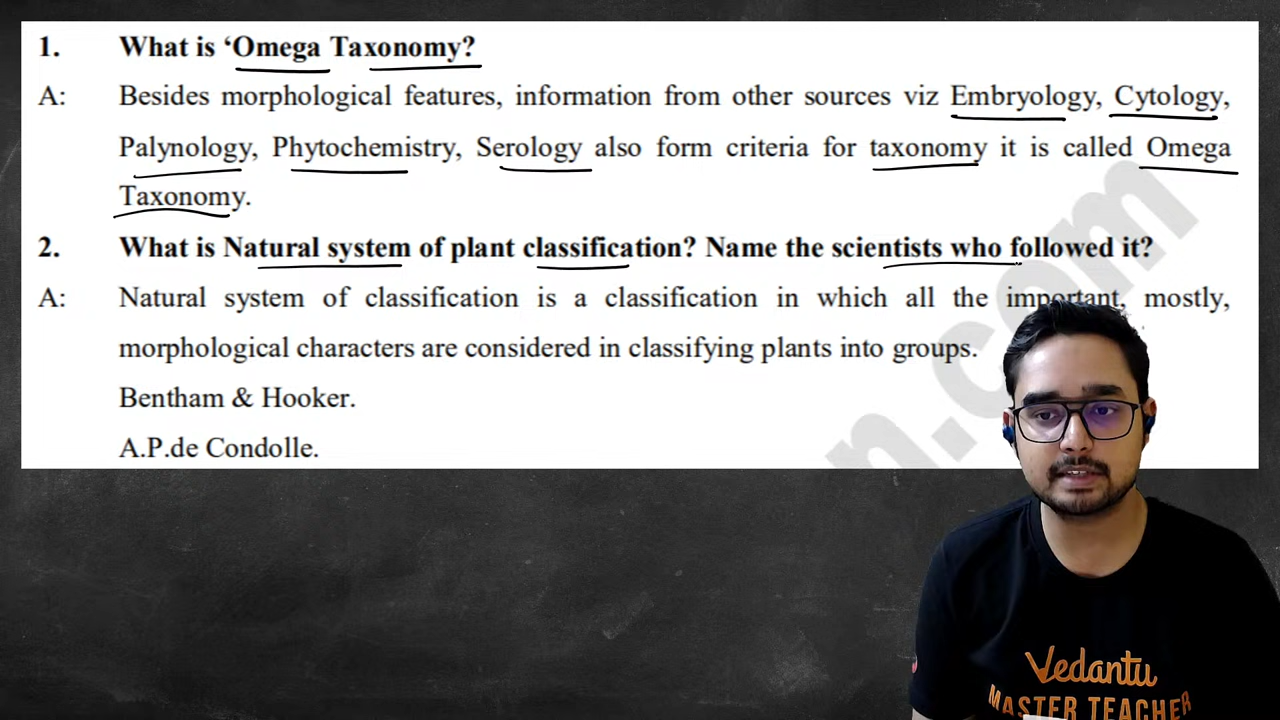 1. What is ‘Omega Taxonomy?
A: Besides morphological features, information from other sources viz Embryology, Cytology,
Palynology, Phytochemistry, Serology also form criteria for taxonomy it is called Omega
Taxonomy.
2. What is Natural system of plant classification? Name the scientists who followed it?
A: Natural system of classification is a classification in which all the important, mostly,
morphological characters are considered in classifying plants into groups.
Bentham & Hooker.
A.P.de Condolle.
n.com
Vedantu
MASTER TEACHER